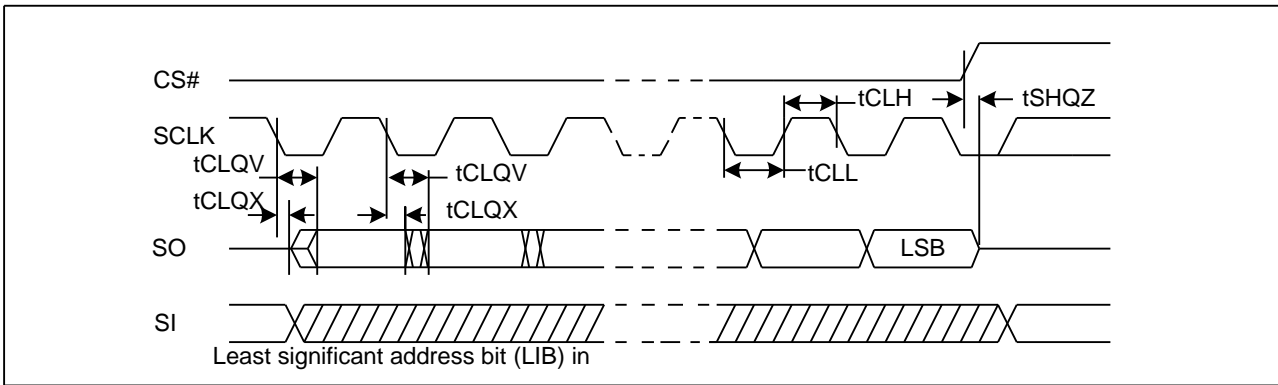 CS#
tCLH
tSHQZ
SCLK
tCLQV
tCLQV
tCLL
tCLQX
tCLQX
SO
LSB
SI
Least significant address bit (LIB) in